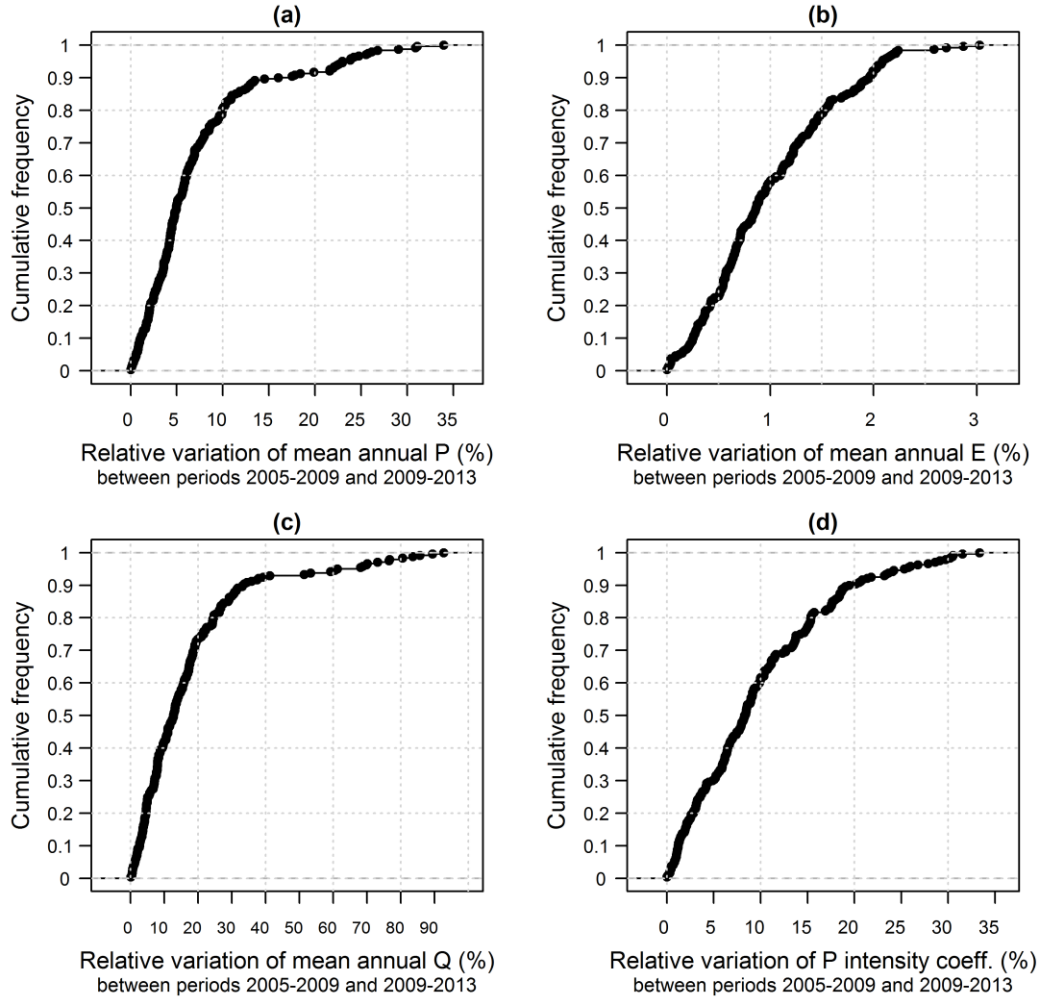 (a)
1
0.9
0.8
0.7
0.6
0.5
0.4
0.3
0.2
0.1
0
Cumulative frequency
0 5 10 15 20 25 30 35
Relative variation of mean annual P (%)
between periods 2005-2009 and 2009-2013
(b)
1
0.9
0.8
0.7
0.6
0.5
0.4
0.3
0.2
0.1
0
Cumulative frequency
0 1 2 3
Relative variation of mean annual E (%)
between periods 2005-2009 and 2009-2013
(c)
1
0.9
0.8
0.7
0.6
0.5
0.4
0.3
0.2
0.1
0
Cumulative frequency
0 10 20 30 40 50 60 70 80 90
Relative variation of mean annual Q (%)
between periods 2005-2009 and 2009-2013
(d)
1
0.9
0.8
0.7
0.6
0.5
0.4
0.3
0.2
0.1
0
Cumulative frequency
0 5 10 15 20 25 30 35
Relative variation of P intensity coeff. (%)
between periods 2005-2009 and 2009-2013